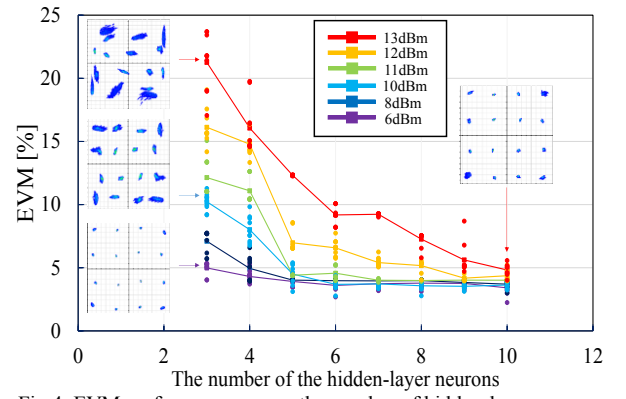 25
20
15
10
5
0
EVM [%]
13dBm
12dBm
11dBm
10dBm
8dBm
6dBm
0 2 4 6 8 10 12
The number of the hidden-layer neurons